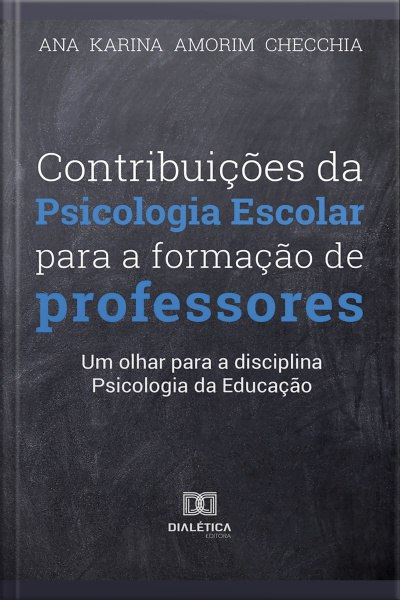 ANA KARINA AMORIM CHECCHIA
Contribuições da
Psicologia Escolar
para a formação de
professores
Um olhar para a disciplina
Psicologia da Educação
DIALÉTICA
EDITORA